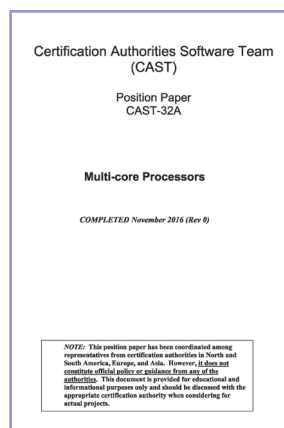 Certification Authorities Software Team
(CAST)
Position Paper
CAST-32A
Multi-core Processors
COMPLETED November 2016 (Rev 0)
NOTE: This position paper has been coordinated among
representatives from certification authorities in North and
South America, Europe, and Asia. However, it does not
constitute official policy or guidance from any of the
authorities. This document is provided for educational and
informational purposes only and should be discussed with the
appropriate certification authority when considering for
actual projects.